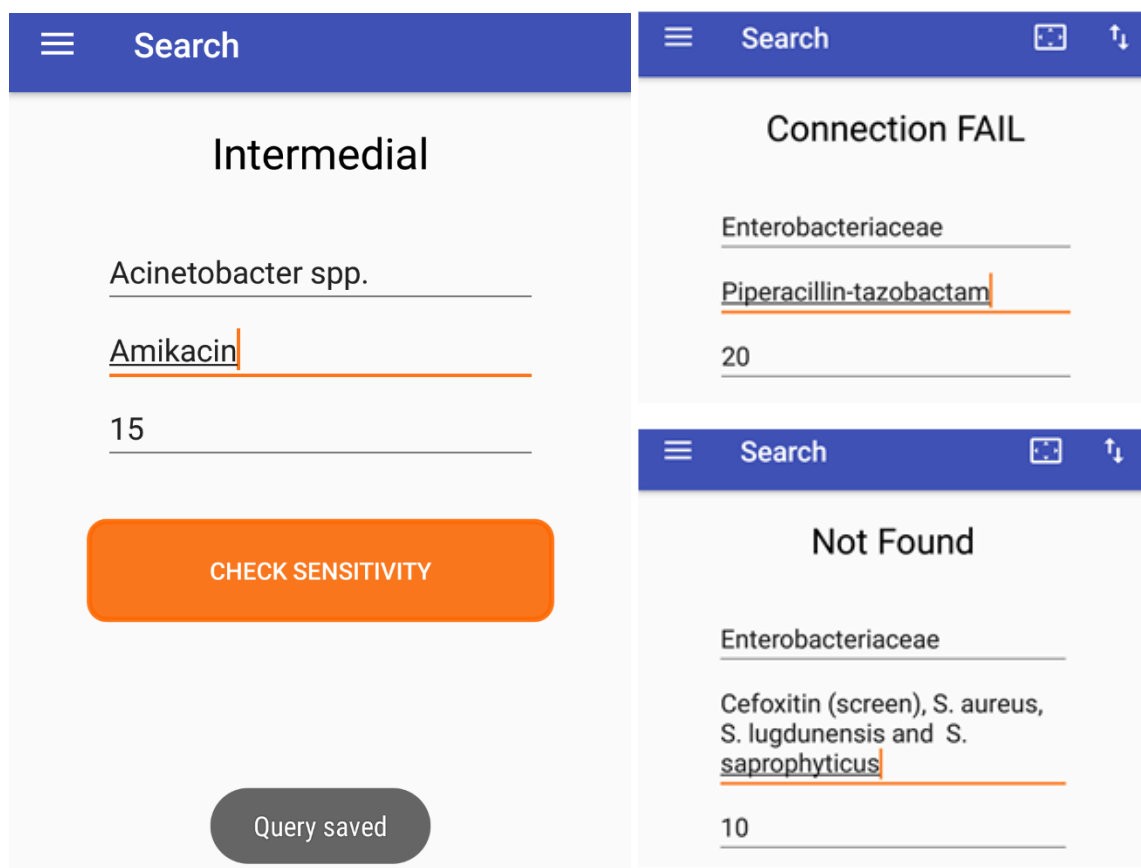 Search
Intermedial
Acinetobacter spp.
Amikacin
15
CHECK SENSITIVITY
Query saved
Search
Connection FAIL
Enterobacteriaceae
Piperacillin-tazobactam
20
Search
Not Found
Enterobacteriaceae
Cefoxitin (screen), S. aureus,
S. lugdunensis and  S.
saprophyticus
10